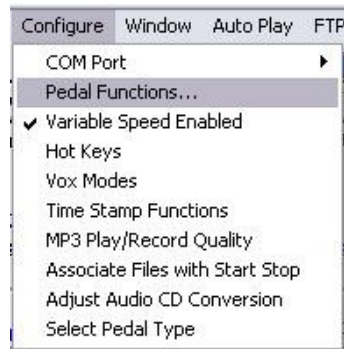 Configure Window Auto Play FTP
COM Port
Pedal Functions...
Variable Speed Enabled
Hot Keys
Vox Modes
Time Stamp Functions
MP3 Play/Record Quality
Associate Files with Start Stop
Adjust Audio CD Conversion
Select Pedal Type